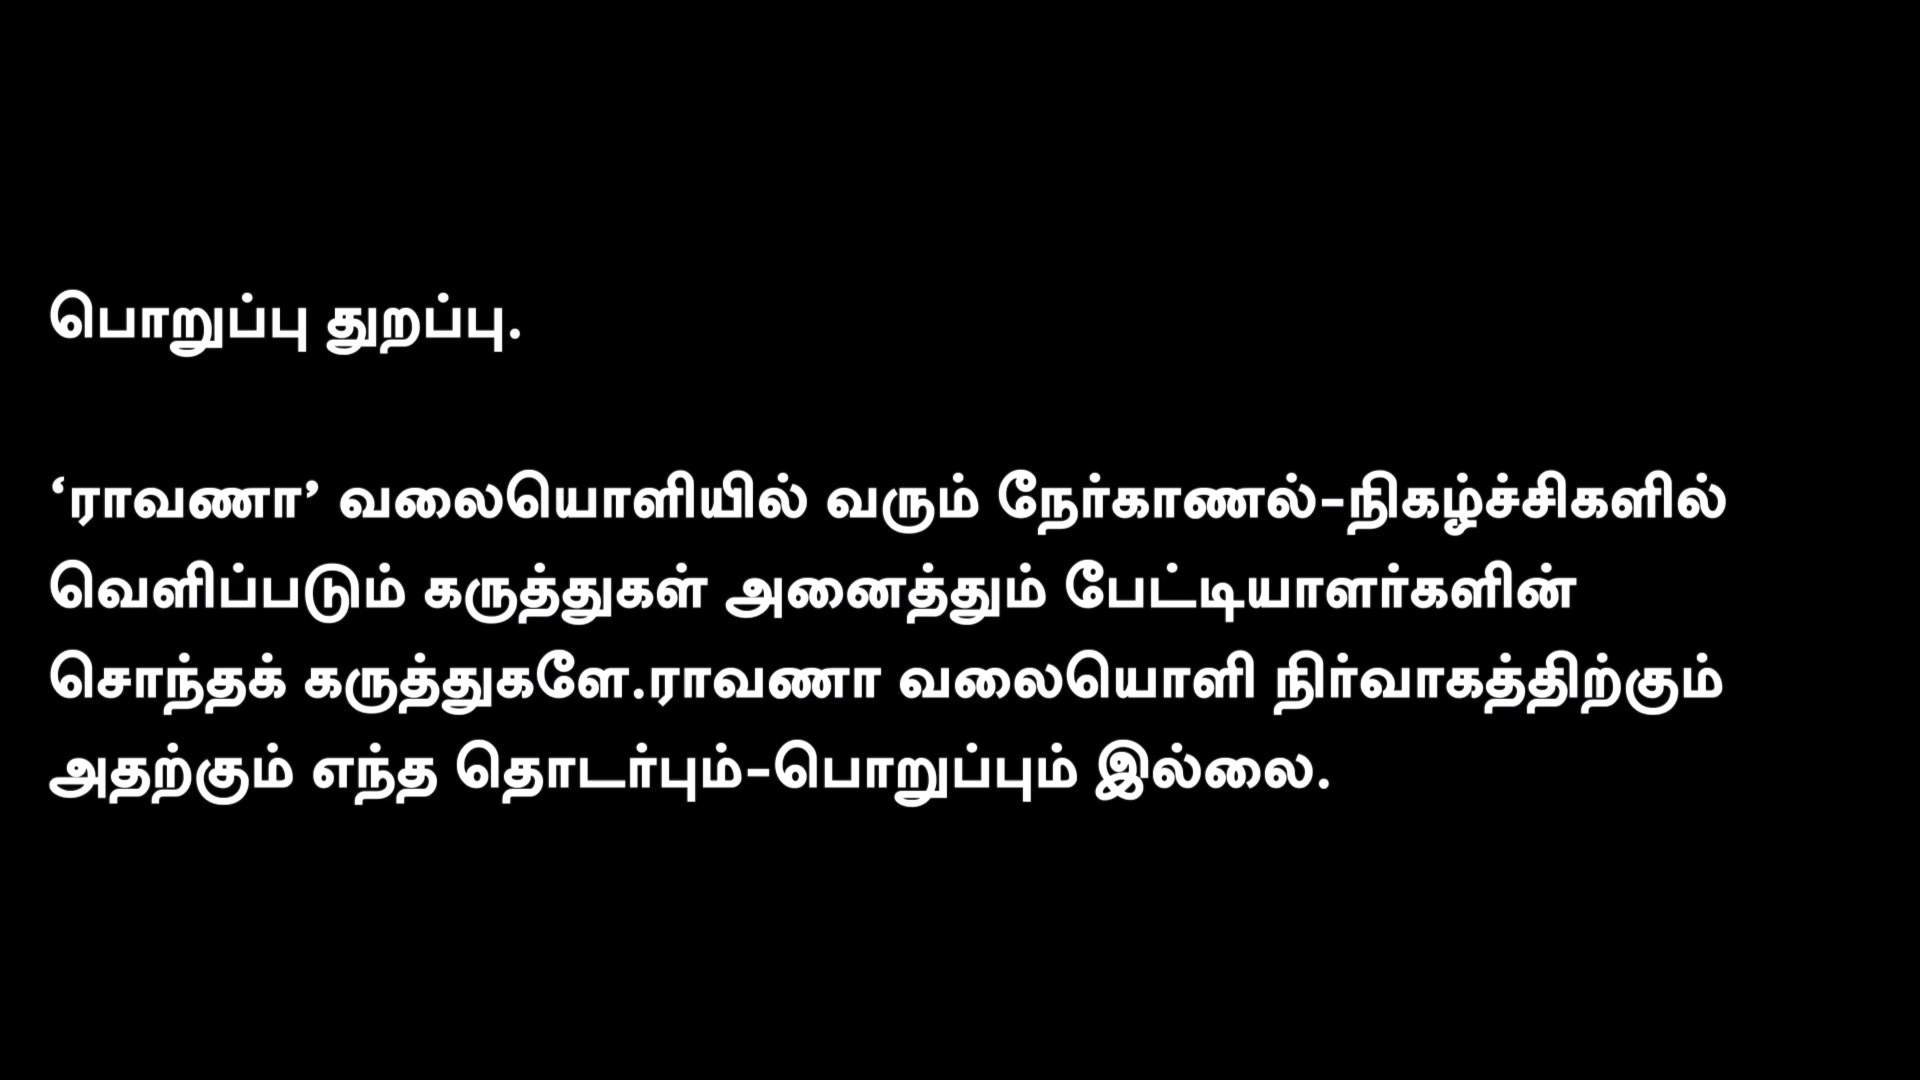 பொறுப்பு துறப்பு.
‘ராவணா’ வலையொளியில் வரும் நேர்காணல்-நிகழ்ச்சிகளில்
வெளிப்படும் கருத்துகள் அனைத்தும் பேட்டியாளர்களின்
சொந்தக் கருத்துகளே.ராவணா வலையொளி நிர்வாகத்திற்கும்
அதற்கும் எந்த தொடர்பும்-பொறுப்பும் இல்லை.